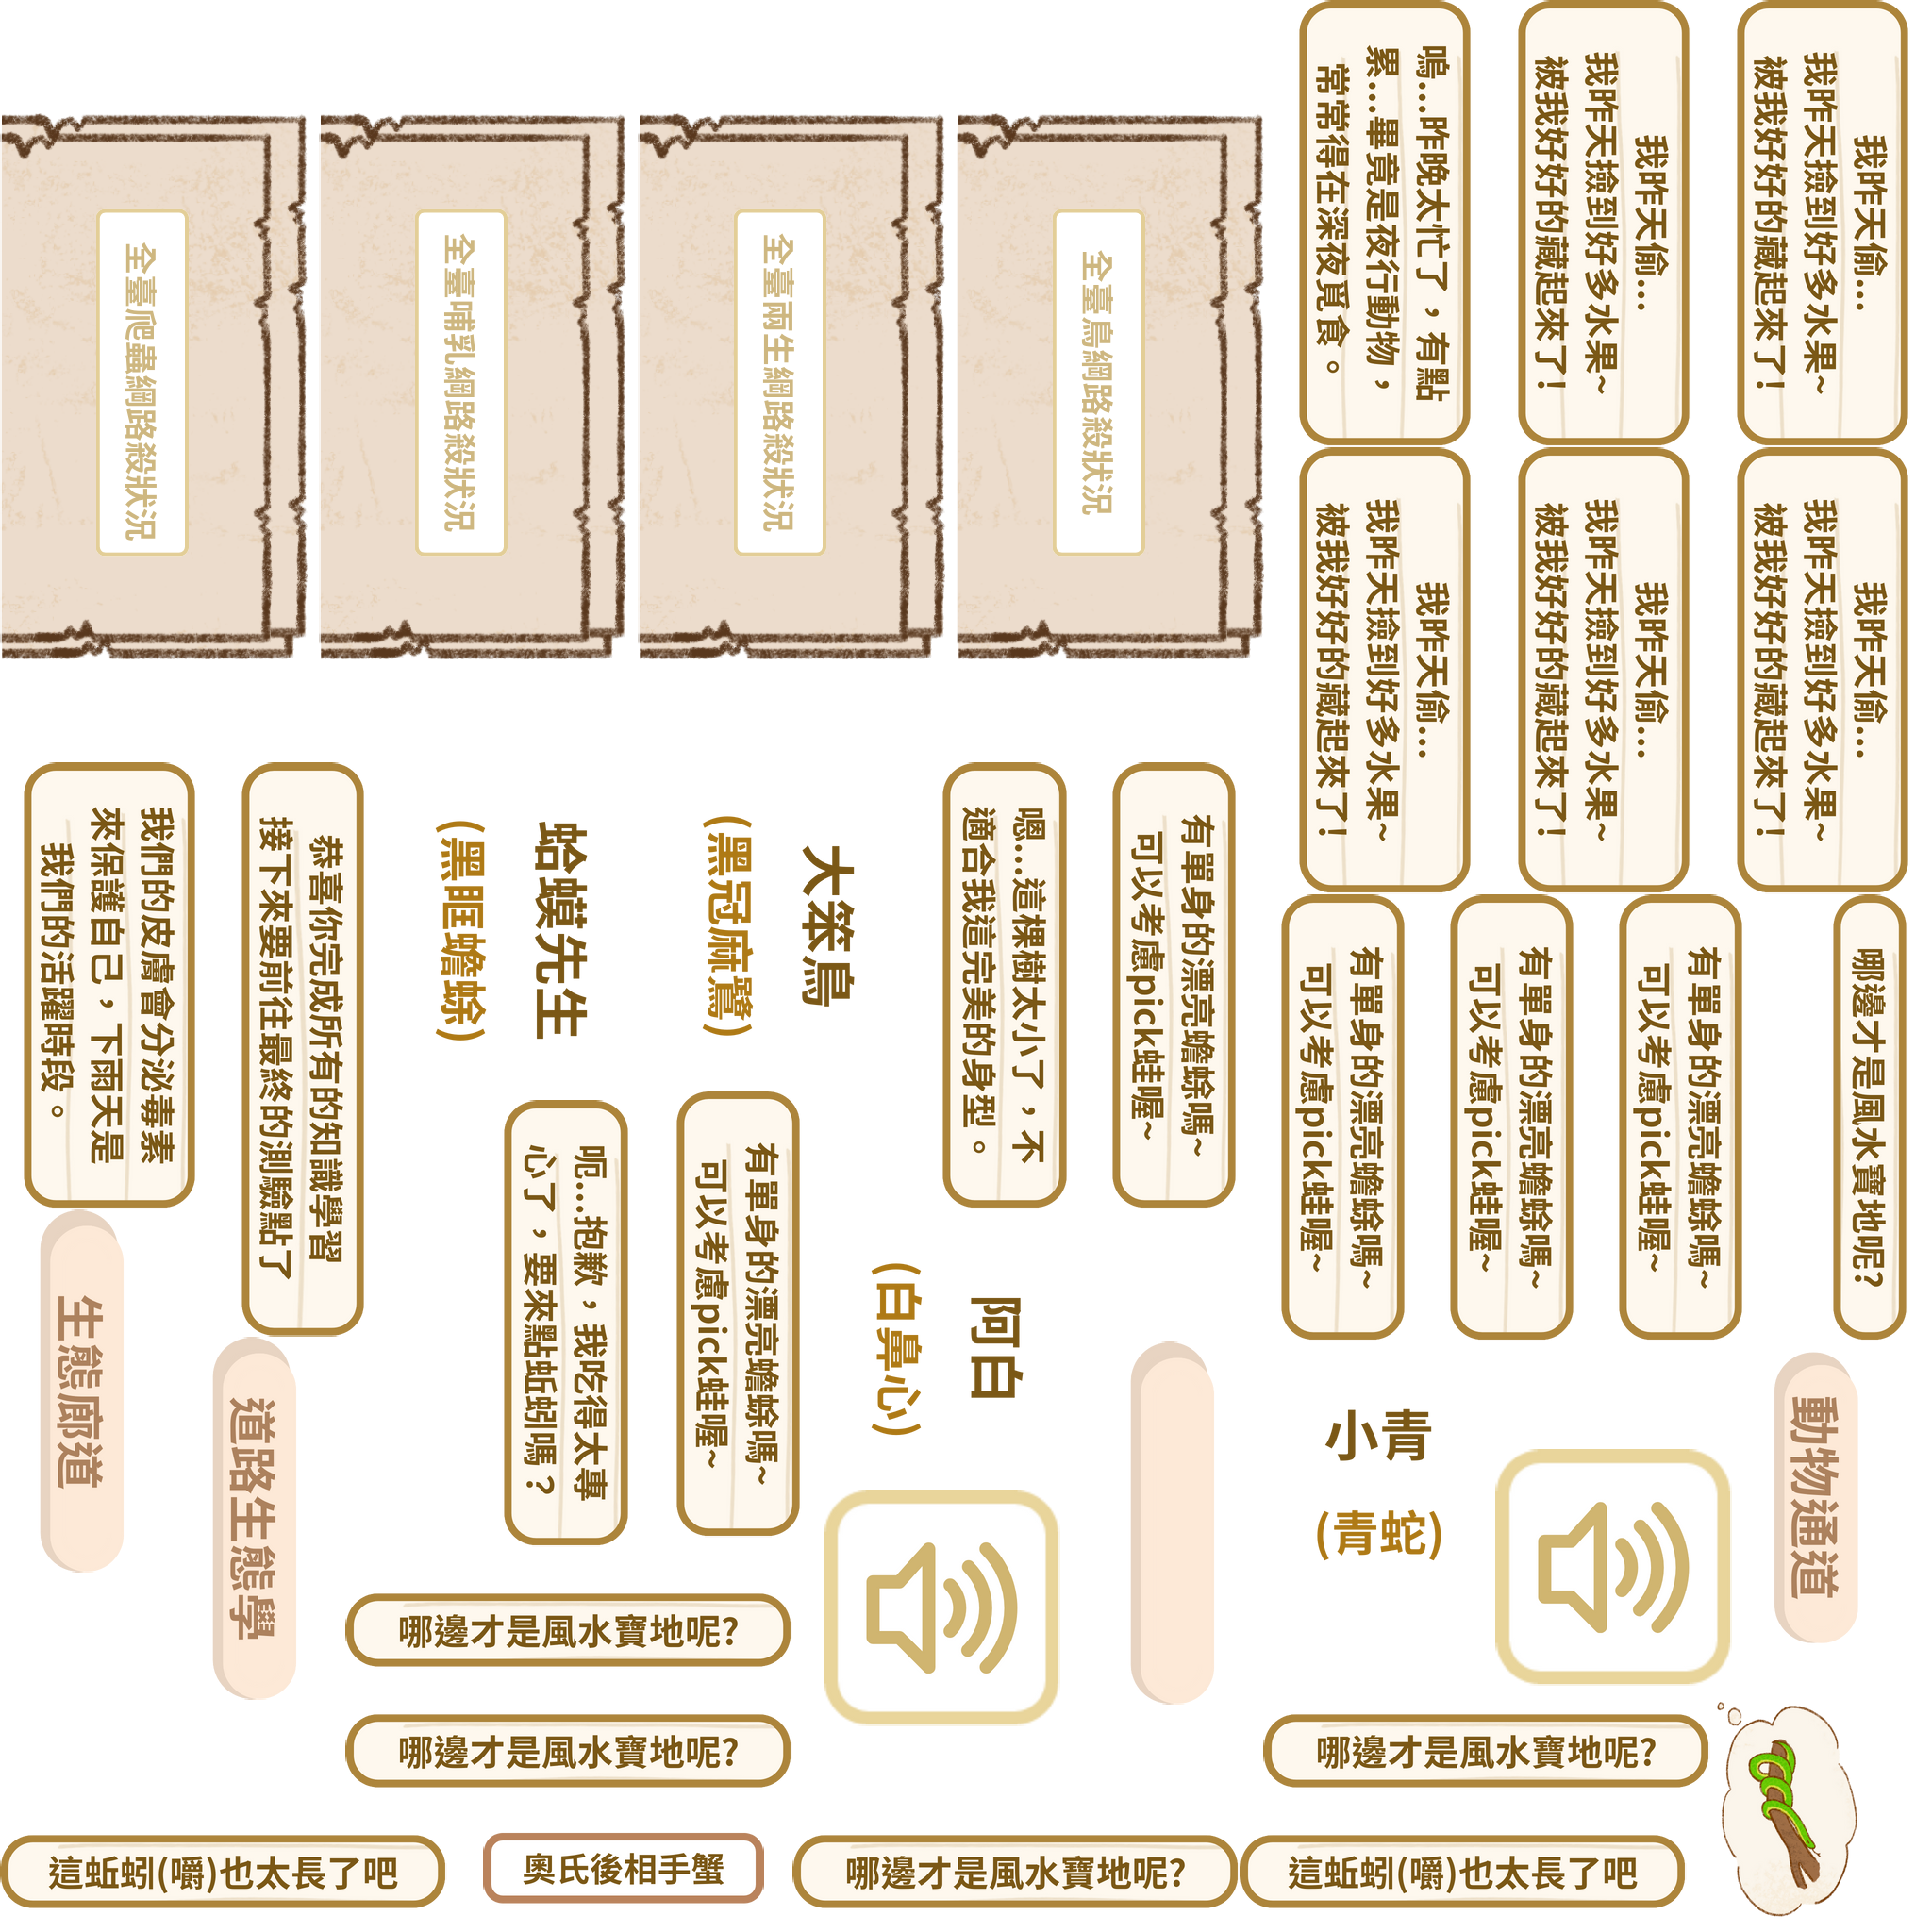 嗚...昨晚太忙了，有點
累...畢竟是夜行動物，
常常得在深夜覓食。
我昨天偷...
我昨天撿到好多水果~
被我好好的藏起來了!
我昨天偷...
我昨天撿到好多水果~
被我好好的藏起來了!
全臺爬蟲綱路殺狀況
全臺哺乳綱路殺狀況
全臺兩生綱路殺狀況
全臺鳥綱路殺狀況
我昨天偷...
我昨天撿到好多水果~
被我好好的藏起來了!
我昨天偷...
我昨天撿到好多水果~
被我好好的藏起來了!
我昨天偷...
我昨天撿到好多水果~
被我好好的藏起來了!
我們的皮膚會分泌毒素
來保護自己，下雨天是
我們的活躍時段。
恭喜你完成所有的知識學習
接下來要前往最終的測驗點了
蛤蟆先生
(黑眶蟾蜍)
大笨鳥
(黑冠麻鷺)
嗯...這棵樹太小了，不
適合我這完美的身型。
有單身的漂亮蟾蜍嗎~
可以考慮pick蛙喔~
有單身的漂亮蟾蜍嗎~
可以考慮pick蛙喔~
有單身的漂亮蟾蜍嗎~
可以考慮pick蛙喔~
有單身的漂亮蟾蜍嗎~
可以考慮pick蛙喔~
哪邊才是風水寶地呢?
呃...抱歉，我吃得太專
心了，要來點蚯蚓嗎？
有單身的漂亮蟾蜍嗎~
可以考慮pick蛙喔~
生態廊道
道路生態學
阿白
(白鼻心)
小青
(青蛇)
動物通道
哪邊才是風水寶地呢?
哪邊才是風水寶地呢?
哪邊才是風水寶地呢?
這蚯蚓(嚼)也太長了吧
奧氏後相手蟹
哪邊才是風水寶地呢?
這蚯蚓(嚼)也太長了吧